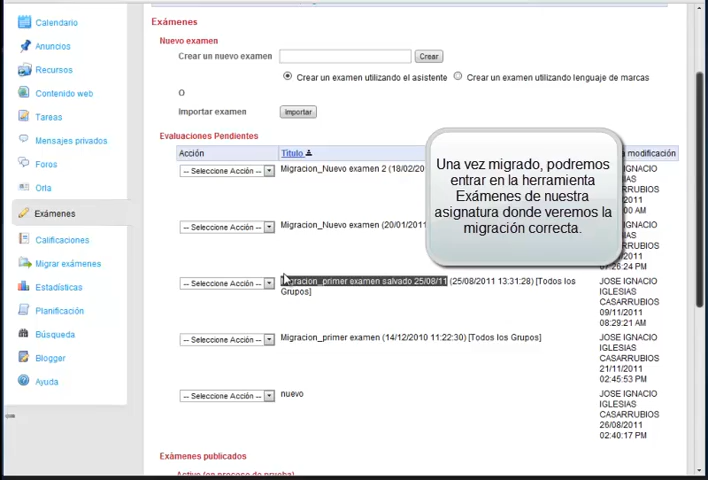 Calendario
Anuncios
Recursos
Contenido web
Tareas
Mensajes privados
Foros
Orla
Exámenes
Calificaciones
Migrar exámenes
Estadísticas
Planificación
Búsqueda
Blogger
Ayuda
Exámenes
Nuevo examen
Crear un nuevo examen
Crear
Crear un examen utilizando el asistente
Crear un examen utilizando lenguaje de marcas
O
Importar examen
Importar
Evaluaciones Pendientes
Acción
Título
modificación
-- Seleccione Acción --
Migracion_Nuevo examen 2 (18/02
IGNACIO
-- Seleccione Acción --
Migracion_Nuevo examen (20/01/2011
Una vez migrado, podremos
entrar en la herramienta
Exámenes de nuestra
asignatura donde veremos la
migración correcta.
-- Seleccione Acción --
Migracion_primer examen salvado 25/08/11 (25/08/2011 13:31:28) [Todos los
Grupos]
JOSE IGNACIO
IGLESIAS
CASARRUBIOS
09/11/2011
08:29:21 AM
-- Seleccione Acción --
Migracion_primer examen (14/12/2010 11:22:30) [Todos los Grupos]
JOSE IGNACIO
IGLESIAS
CASARRUBIOS
21/11/2011
02:45:53 PM
-- Seleccione Acción --
nuevo
JOSE IGNACIO
IGLESIAS
CASARRUBIOS
26/08/2011
02:40:17 PM
Exámenes publicados